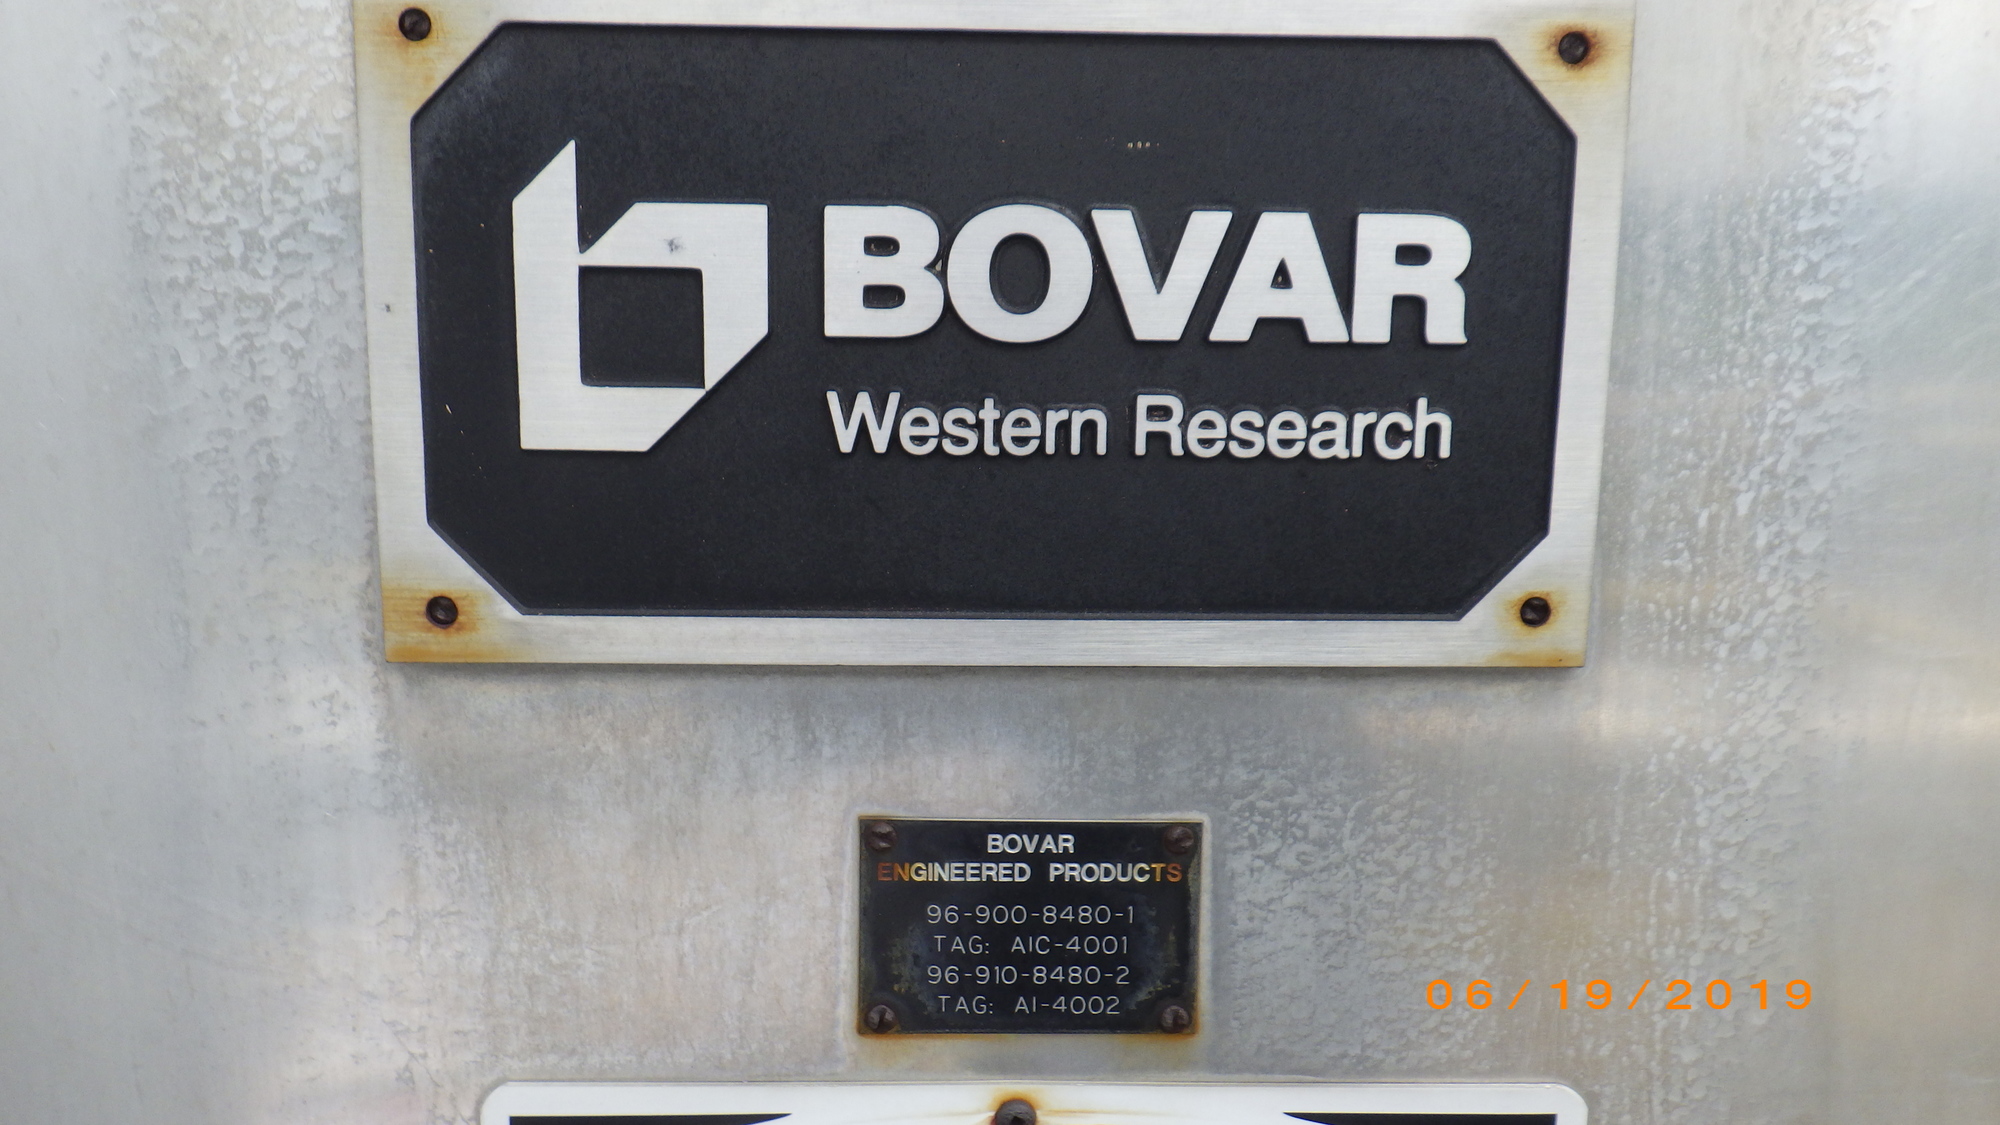 BOVAR
Western Research
BOVAR
ENGINEERED PRODUCTS
96-900-8480-1
TAG: AIC-4001
96-910-8480-2
TAG: AI-4002
06/19/2019